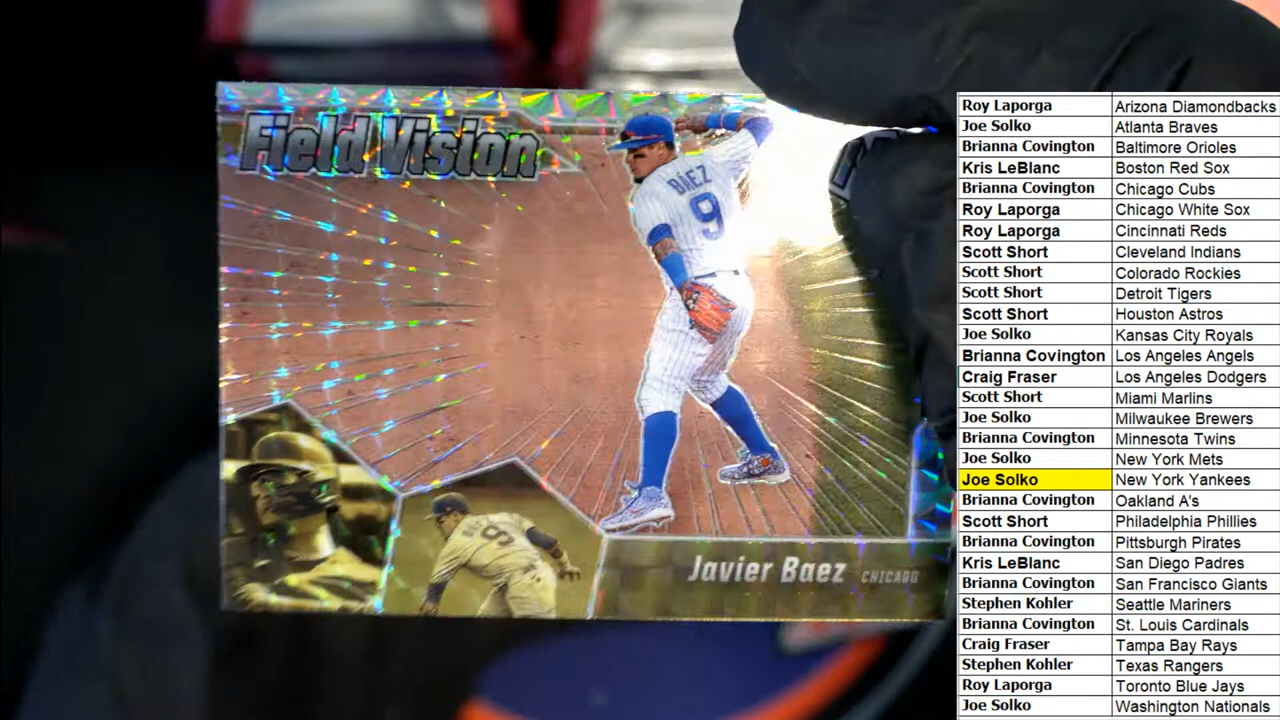 Field Vision
BÁEZ
9
9
Javier Baez CHICAGO
Roy Laporga Arizona Diamondbacks
Joe Solko Atlanta Braves
Brianna Covington Baltimore Orioles
Kris LeBlanc Boston Red Sox
Brianna Covington Chicago Cubs
Roy Laporga Chicago White Sox
Roy Laporga Cincinnati Reds
Scott Short Cleveland Indians
Scott Short Colorado Rockies
Scott Short Detroit Tigers
Scott Short Houston Astros
Joe Solko Kansas City Royals
Brianna Covington Los Angeles Angels
Craig Fraser Los Angeles Dodgers
Scott Short Miami Marlins
Joe Solko Milwaukee Brewers
Brianna Covington Minnesota Twins
Joe Solko New York Mets
Joe Solko New York Yankees
Brianna Covington Oakland A's
Scott Short Philadelphia Phillies
Brianna Covington Pittsburgh Pirates
Kris LeBlanc San Diego Padres
Brianna Covington San Francisco Giants
Stephen Kohler Seattle Mariners
Brianna Covington St. Louis Cardinals
Craig Fraser Tampa Bay Rays
Stephen Kohler Texas Rangers
Roy Laporga Toronto Blue Jays
Joe Solko Washington Nationals